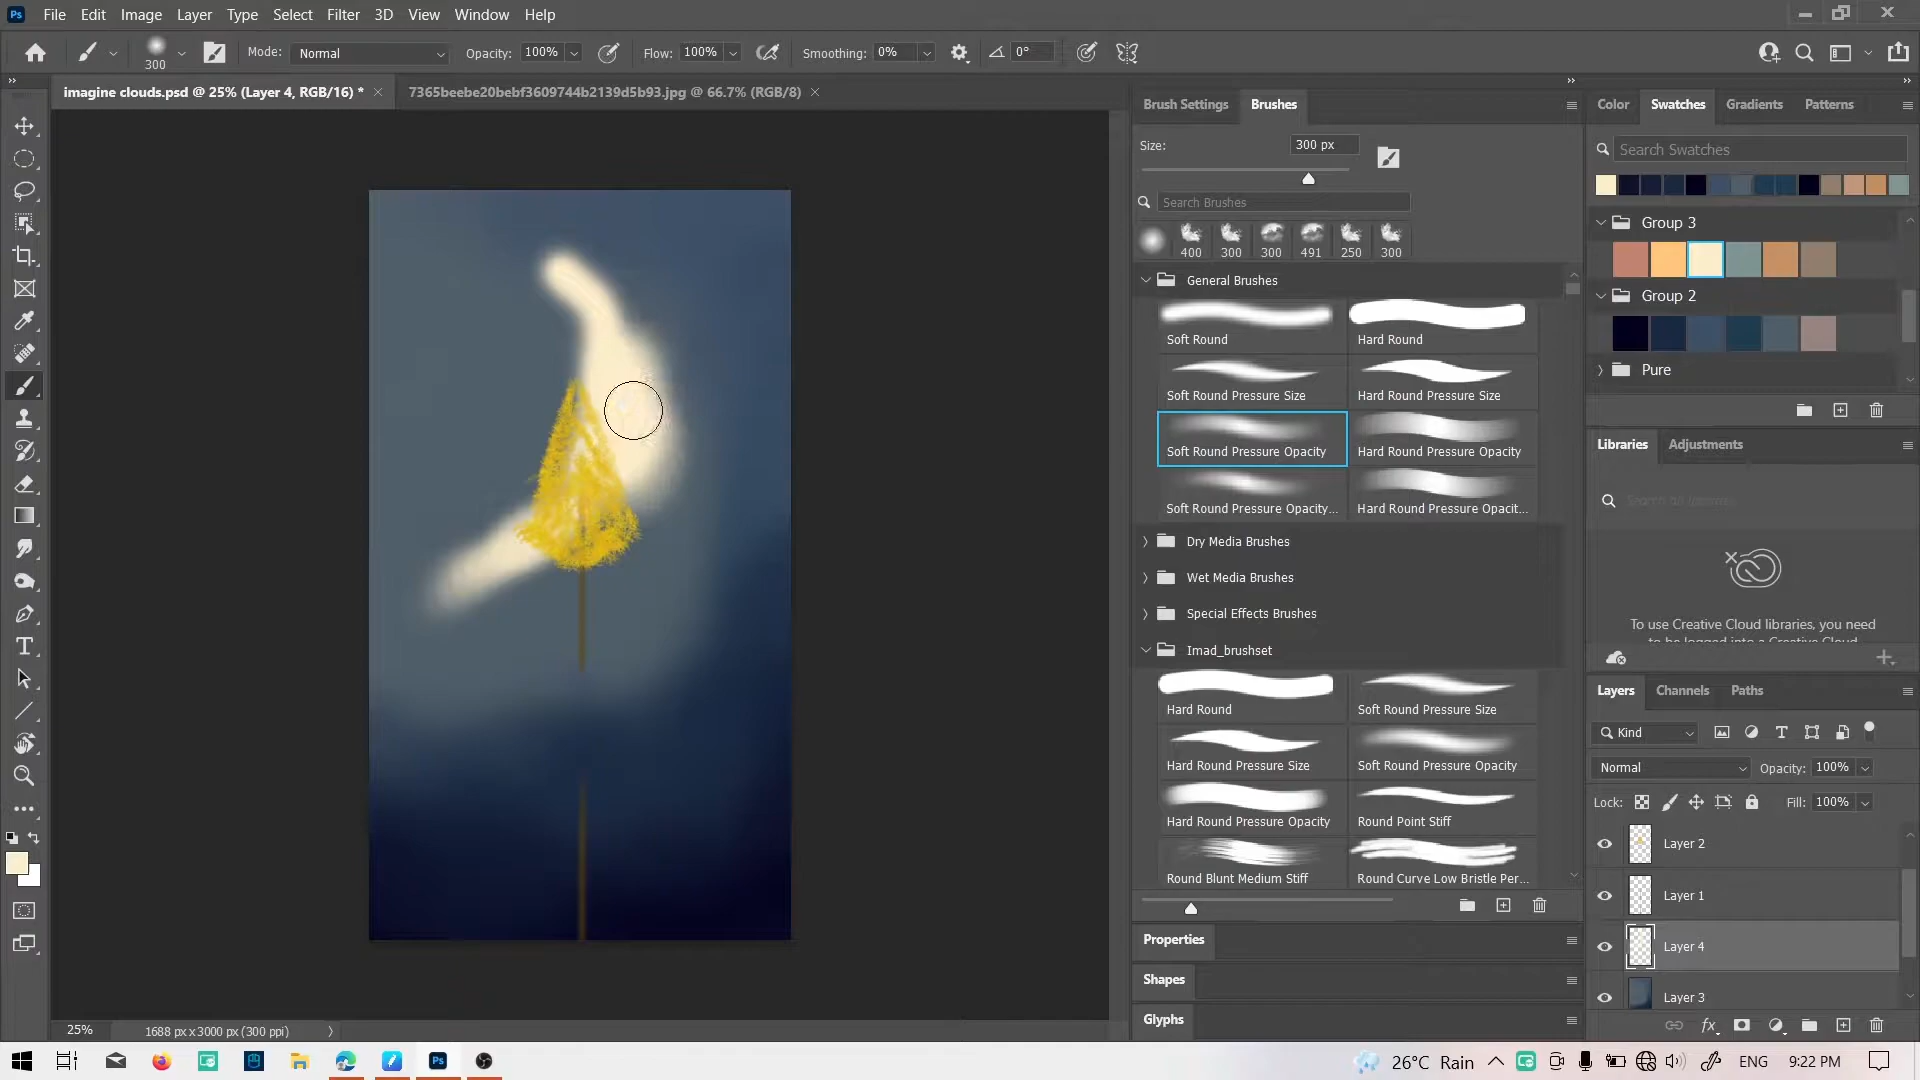 Ps File Edit Image Layer Type Select Filter 3D View Window Help
300 Mode: Normal Opacity: 100% Flow: 100% Smoothing: 0% 0°
imagine clouds.psd @ 25% (Layer 4, RGB/16) * 7365beebe20bebf3609744b2139d5b93.jpg @ 66.7% (RGB/8)
Brush Settings Brushes
Size: 300 px
Search Brushes
400 300 300 491 250 300
General Brushes
Soft Round Hard Round
Soft Round Pressure Size Hard Round Pressure Size
Soft Round Pressure Opacity Hard Round Pressure Opacity
Soft Round Pressure Opacity... Hard Round Pressure Opacit...
Dry Media Brushes
Wet Media Brushes
Special Effects Brushes
Imad_brushset
Hard Round Soft Round Pressure Size
Hard Round Pressure Size Soft Round Pressure Opacity
Hard Round Pressure Opacity Round Point Stiff
Round Blunt Medium Stiff Round Curve Low Bristle Per...
Properties
Shapes
Glyphs
Color Swatches Gradients Patterns
Search Swatches
Group 3
Group 2
Pure
Libraries Adjustments
To use Creative Cloud libraries, you need
to be logged into a Creative Cloud
Layers Channels Paths
Kind
Normal Opacity: 100%
Lock: Fill: 100%
Layer 2
Layer 1
Layer 4
Layer 3
fx
25% 1688 px x 3000 px (300 ppi)
Ps 26°C Rain ENG 9:22 PM